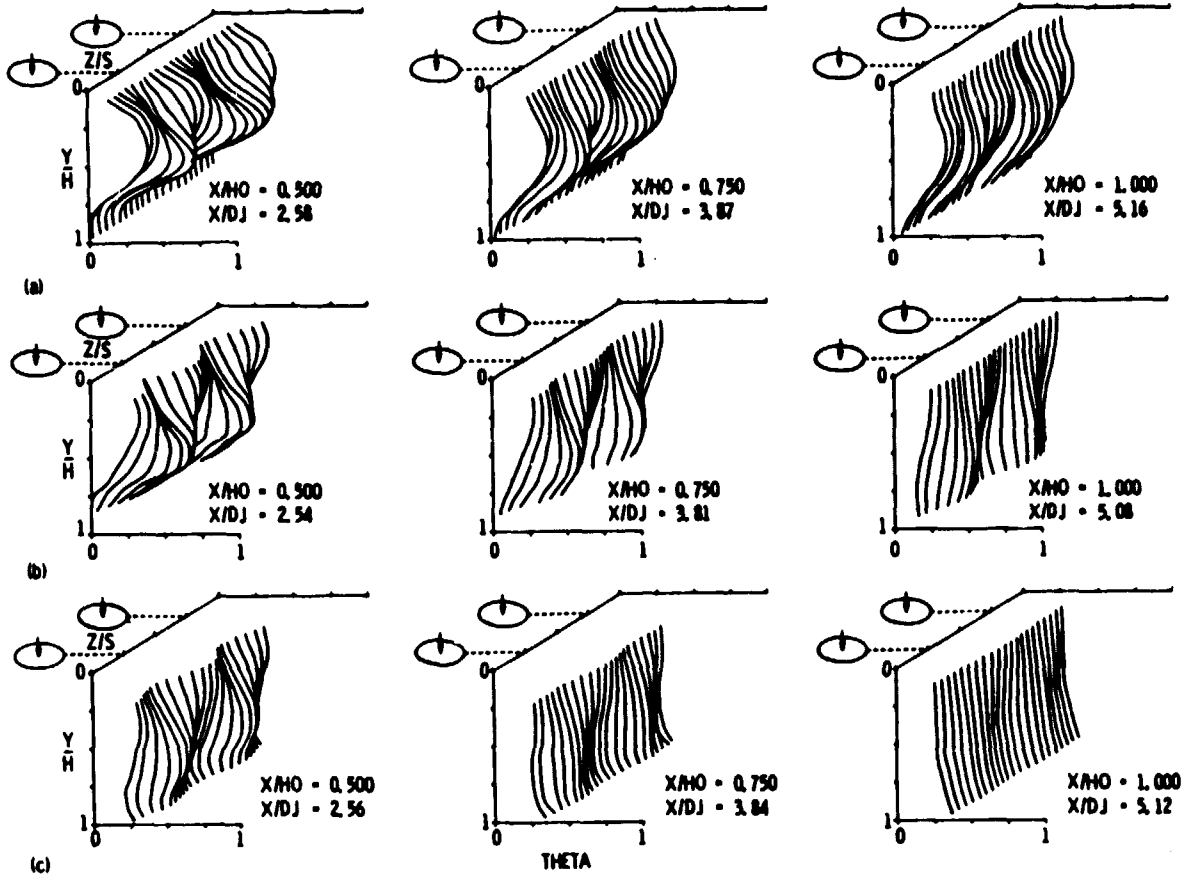 Z/S
0
Y
H
1
0
1
X/HO = 0.500
X/DJ = 2.58
0
1
0
1
X/HO = 0.750
X/DJ = 3.87
0
1
0
1
X/HO = 1.000
X/DJ = 5.16
(a)
Z/S
0
Y
H
1
0
1
X/HO = 0.500
X/DJ = 2.54
0
1
0
1
X/HO = 0.750
X/DJ = 3.81
0
1
0
1
X/HO = 1.000
X/DJ = 5.08
(b)
Z/S
0
Y
H
1
0
1
X/HO = 0.500
X/DJ = 2.56
0
1
0
1
X/HO = 0.750
X/DJ = 3.84
0
1
0
1
X/HO = 1.000
X/DJ = 5.12
(c)
THETA